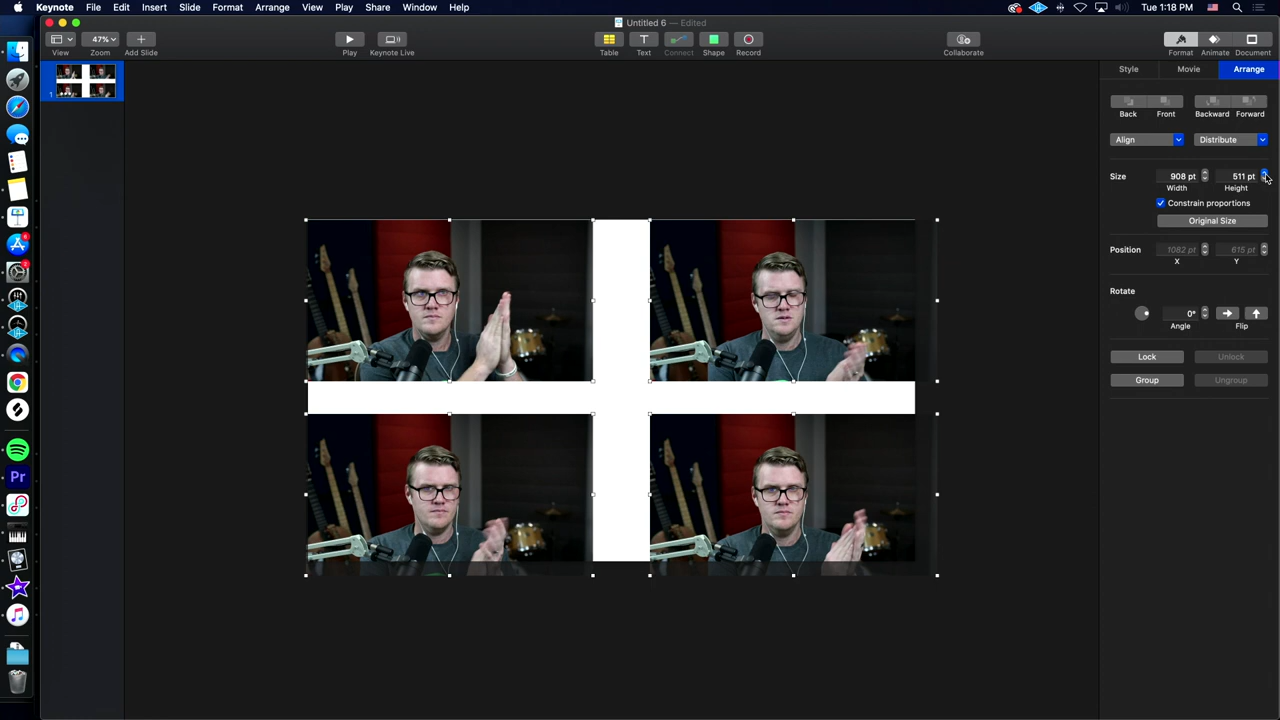 Keynote File Edit Insert Slide Format Arrange View Play Share Window Help Tue 1:18 PM
Untitled 6 — Edited
47%
View Zoom Add Slide Play Keynote Live Table Text Connect Shape Record Collaborate Format Animate Document
Style Movie Arrange
1
Back Front Backward Forward
Align Distribute
Size 908 pt 511 pt
Width Height
Constrain proportions
Original Size
Position 1082 pt 615 pt
X Y
Rotate
0°
Angle Flip
Lock Unlock
Group Ungroup
Pr